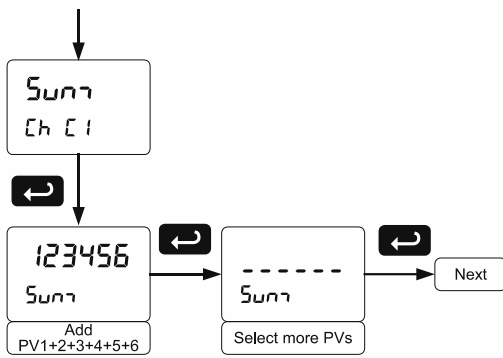 Sum
Ch C1
123456
Sum
Add
PV1+2+3+4+5+6
------
Sum
Select more PVs
Next